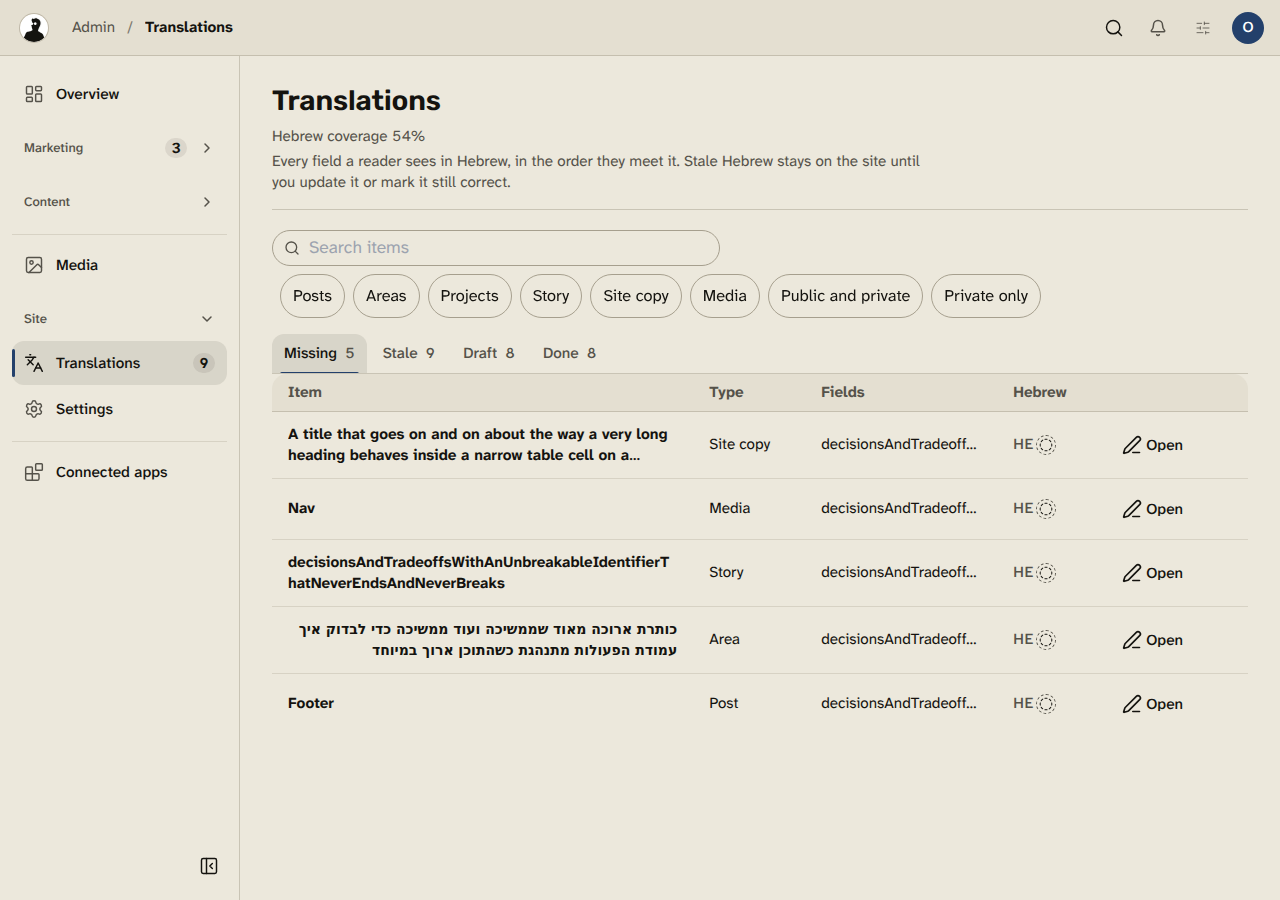 Admin / Translations
O
Overview
Marketing 3
Content
Media
Site
Translations 9
Settings
Connected apps
Translations
Hebrew coverage 54%
Every field a reader sees in Hebrew, in the order they meet it. Stale Hebrew stays on the site until
you update it or mark it still correct.
Search items
Posts Areas Projects Story Site copy Media Public and private Private only
Missing 5 Stale 9 Draft 8 Done 8
Item Type Fields Hebrew
A title that goes on and on about the way a very long
heading behaves inside a narrow table cell on a...
Site copy decisionsAndTradeoff... HE Open
Nav Media decisionsAndTradeoff... HE Open
decisionsAndTradeoffsWithAnUnbreakableIdentifierT
hatNeverEndsAndNeverBreaks
Story decisionsAndTradeoff... HE Open
כותרת ארוכה מאוד שממשיכה ועוד ממשיכה כדי לבדוק איך
עמודת הפעולות מתנהגת כשהתוכן ארוך במיוחד
Area decisionsAndTradeoff... HE Open
Footer Post decisionsAndTradeoff... HE Open